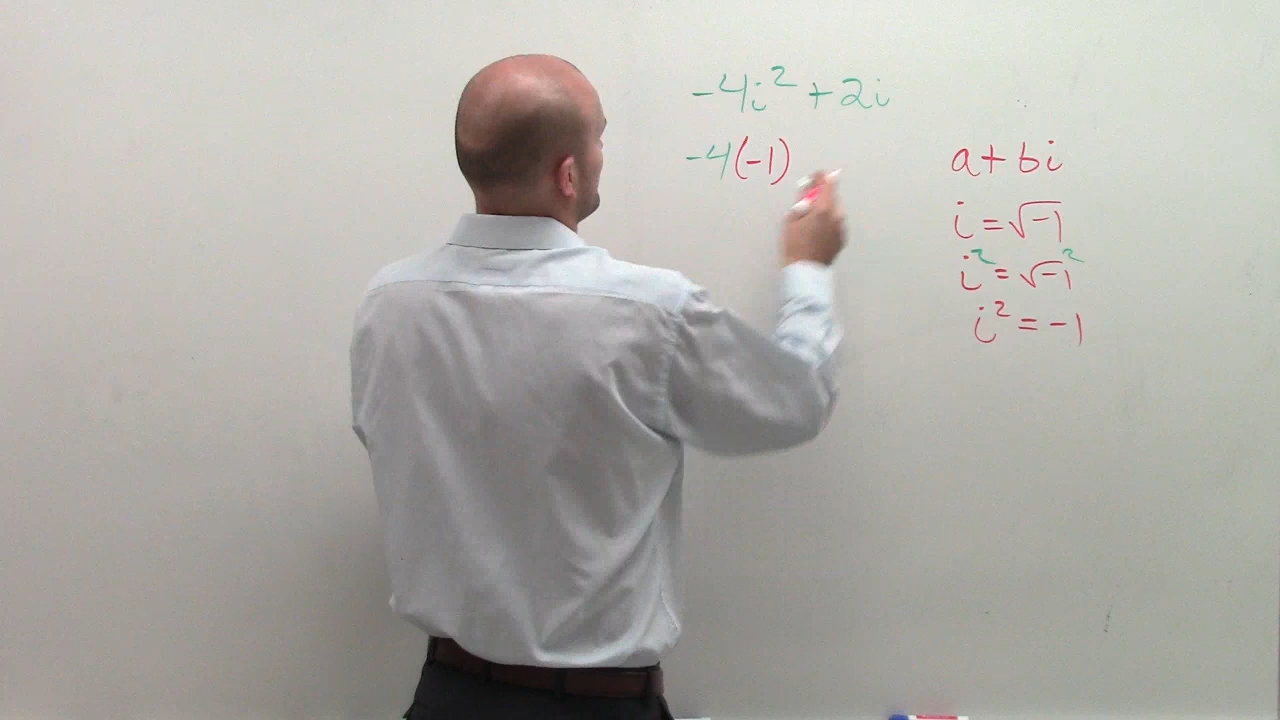 -4i² + 2i
-4(-1)
a + bi
i = √-1
i² = √-1²
i² = -1